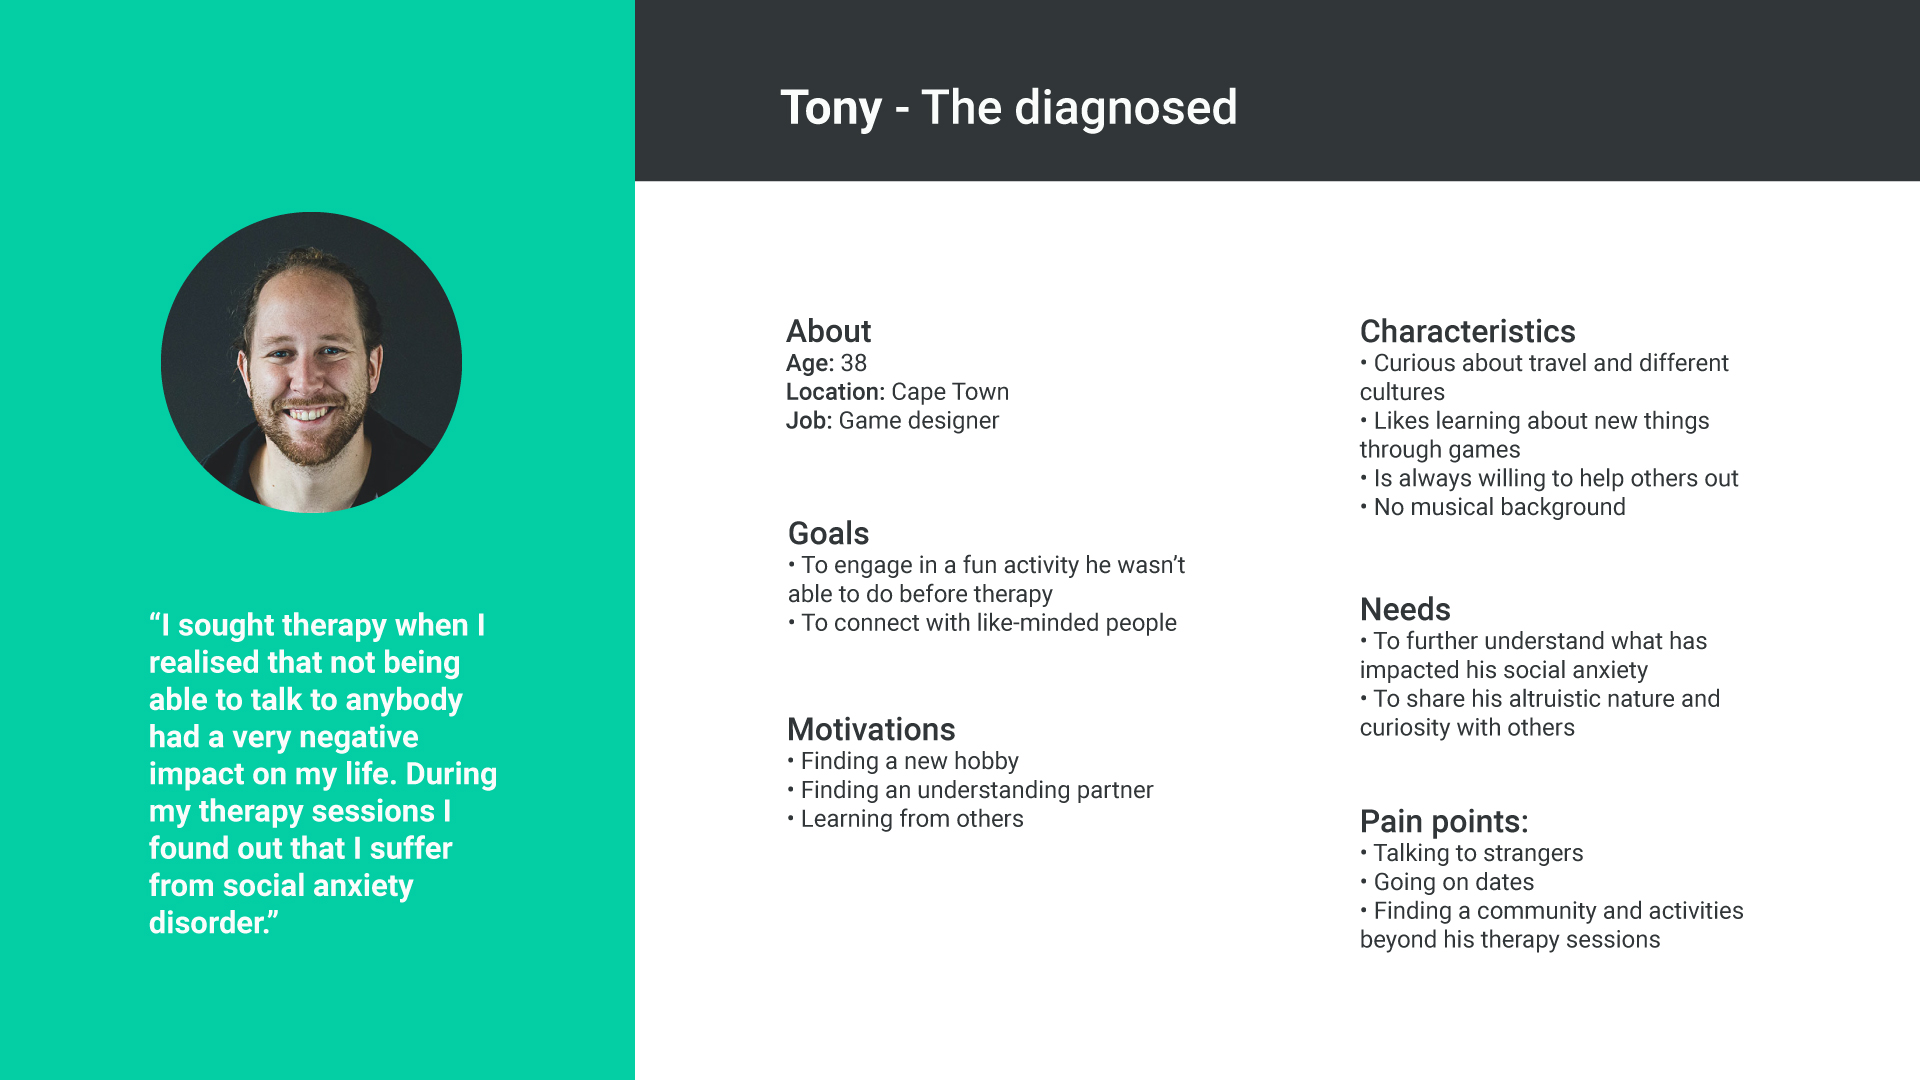 Tony - The diagnosed
“I sought therapy when I
realised that not being
able to talk to anybody
had a very negative
impact on my life. During
my therapy sessions I
found out that I suffer
from social anxiety
disorder.”
About
Age: 38
Location: Cape Town
Job: Game designer
Goals
• To engage in a fun activity he wasn’t
able to do before therapy
• To connect with like-minded people
Motivations
• Finding a new hobby
• Finding an understanding partner
• Learning from others
Characteristics
• Curious about travel and different
cultures
• Likes learning about new things
through games
• Is always willing to help others out
• No musical background
Needs
• To further understand what has
impacted his social anxiety
• To share his altruistic nature and
curiosity with others
Pain points:
• Talking to strangers
• Going on dates
• Finding a community and activities
beyond his therapy sessions